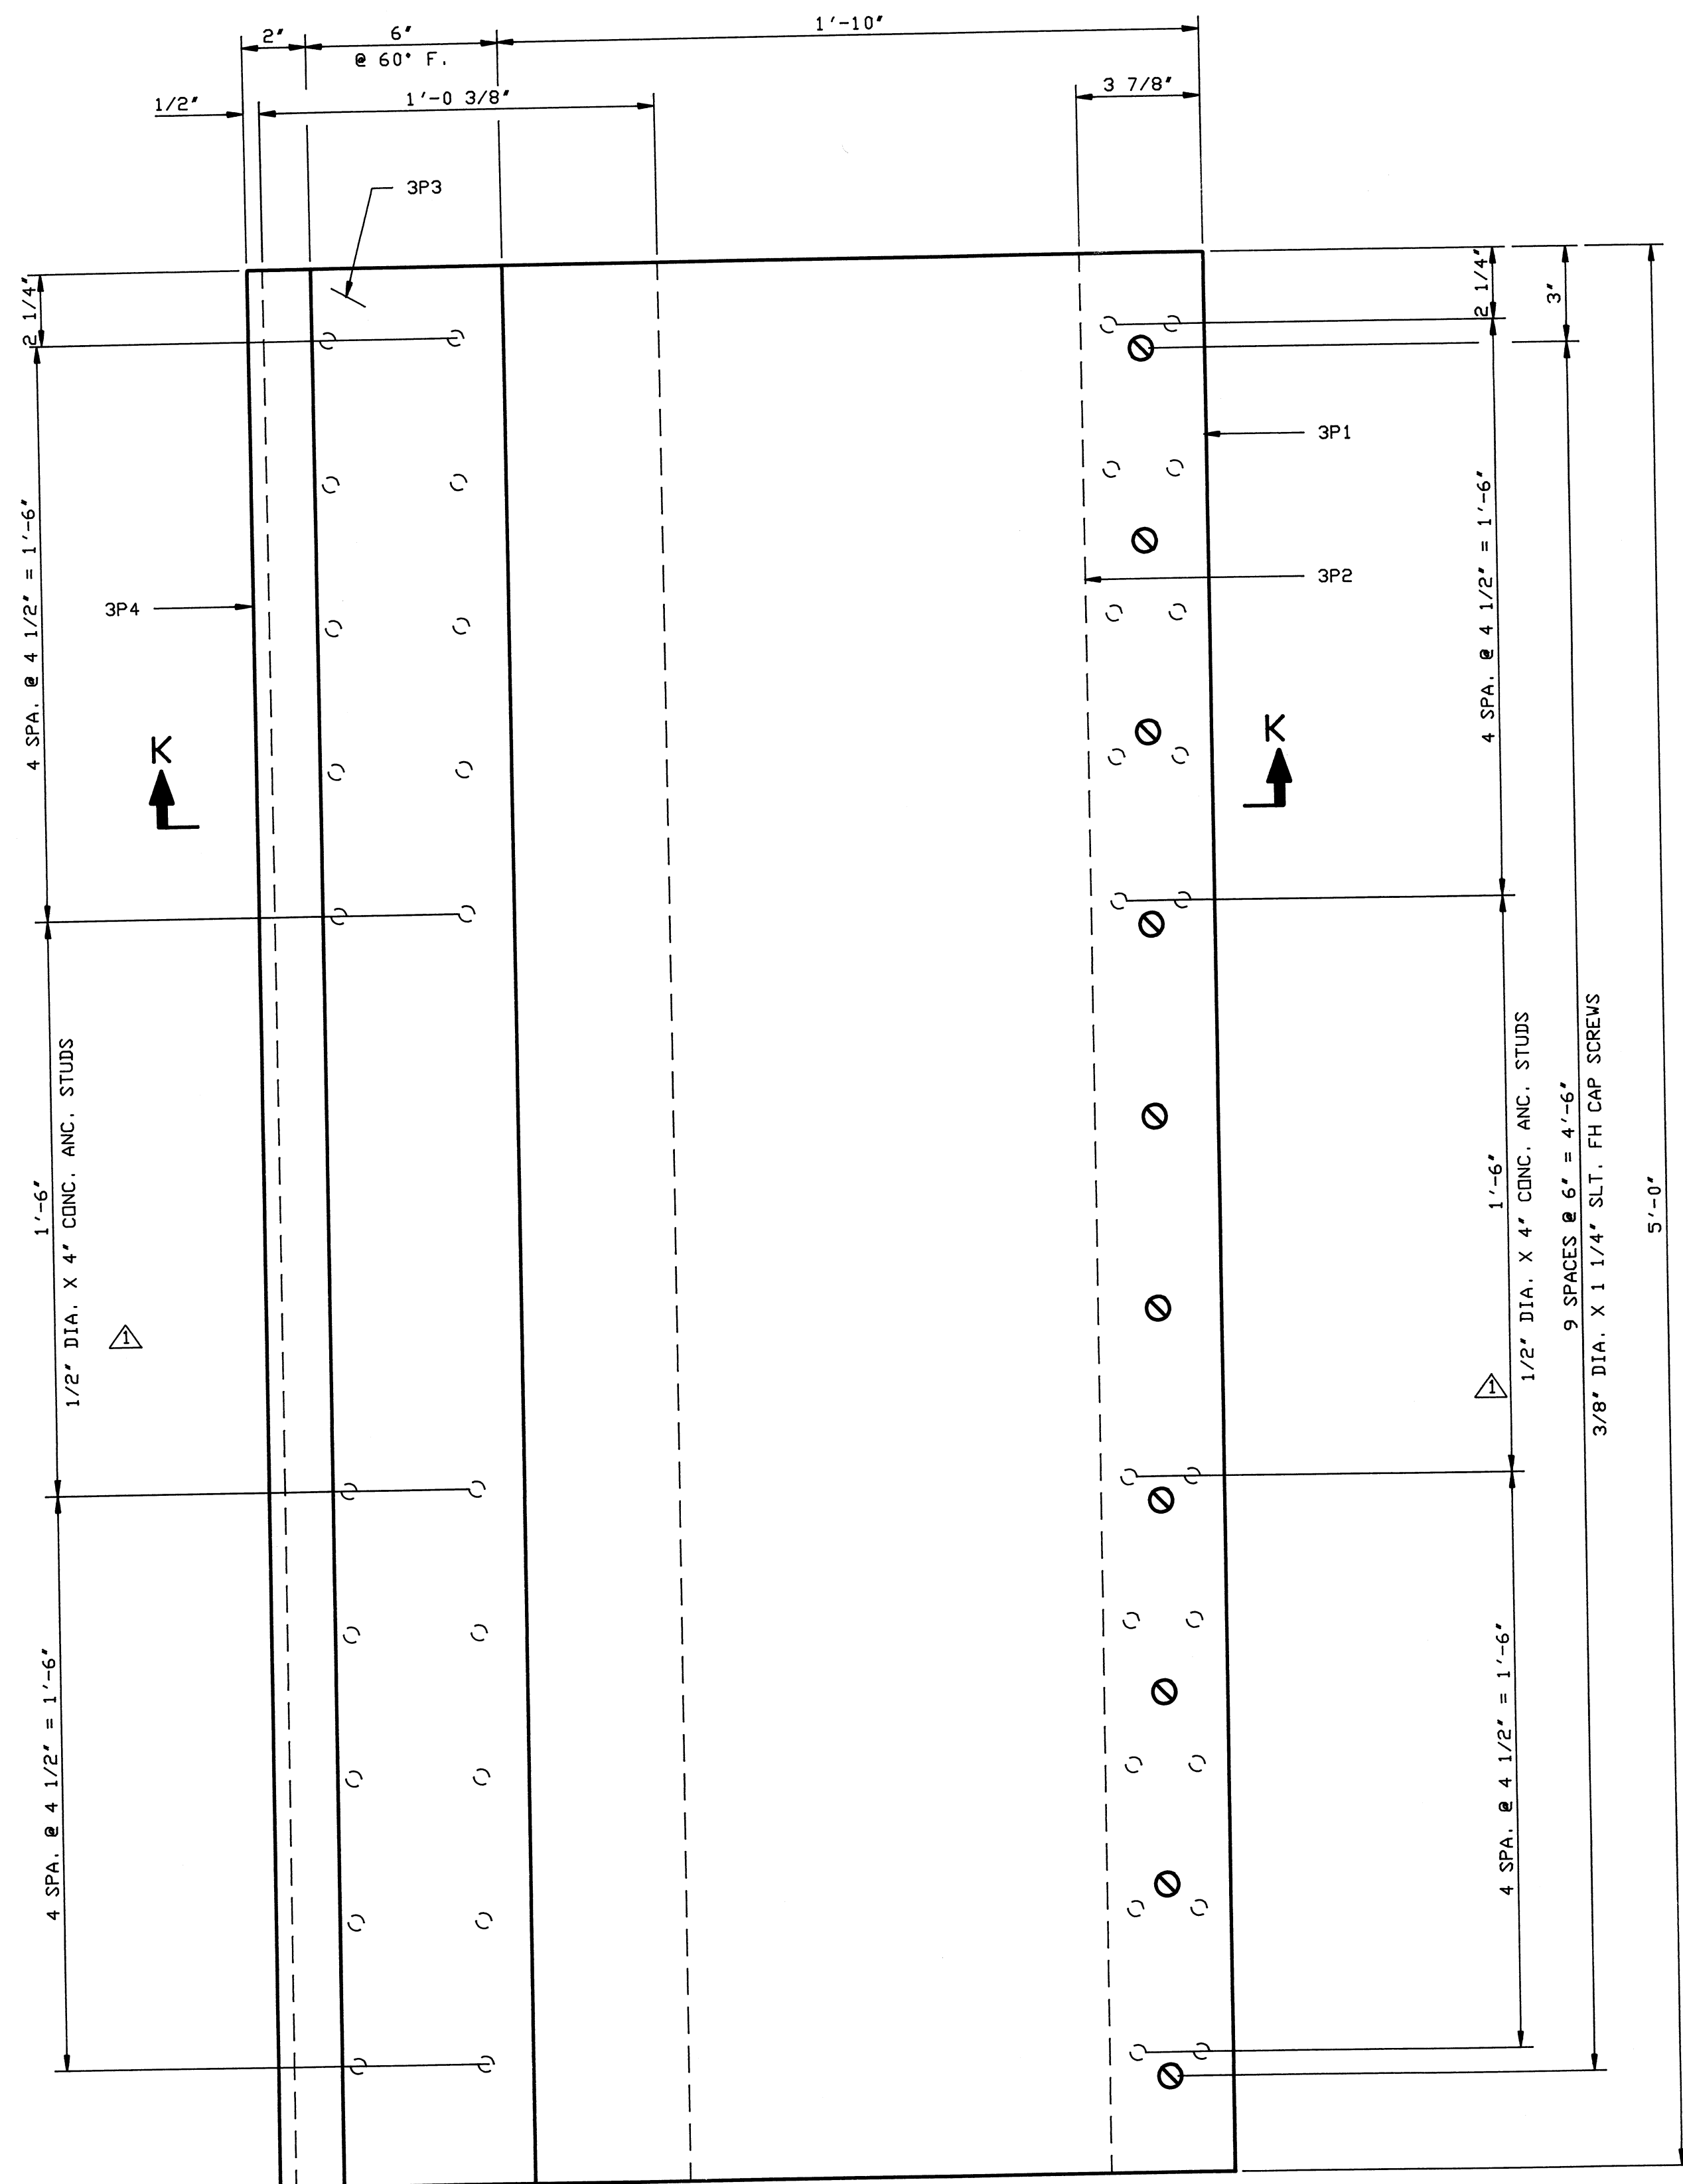 2"
6"
@ 60° F.
1'-10"
1/2"
1'-0 3/8"
3 7/8"
3P3
2 1/4"
2 1/4"
3"
3P1
4 SPA. @ 4 1/2" = 1'-6"
4 SPA. @ 4 1/2" = 1'-6"
3P2
3P4
K
K
1'-6"
1/2" DIA. X 4" CONC. ANC. STUDS
1
1'-6"
1/2" DIA. X 4" CONC. ANC. STUDS
1
9 SPACES @ 6" = 4'-6"
3/8" DIA. X 1 1/4" SLT. FH CAP SCREWS
5'-0"
4 SPA. @ 4 1/2" = 1'-6"
4 SPA. @ 4 1/2" = 1'-6"